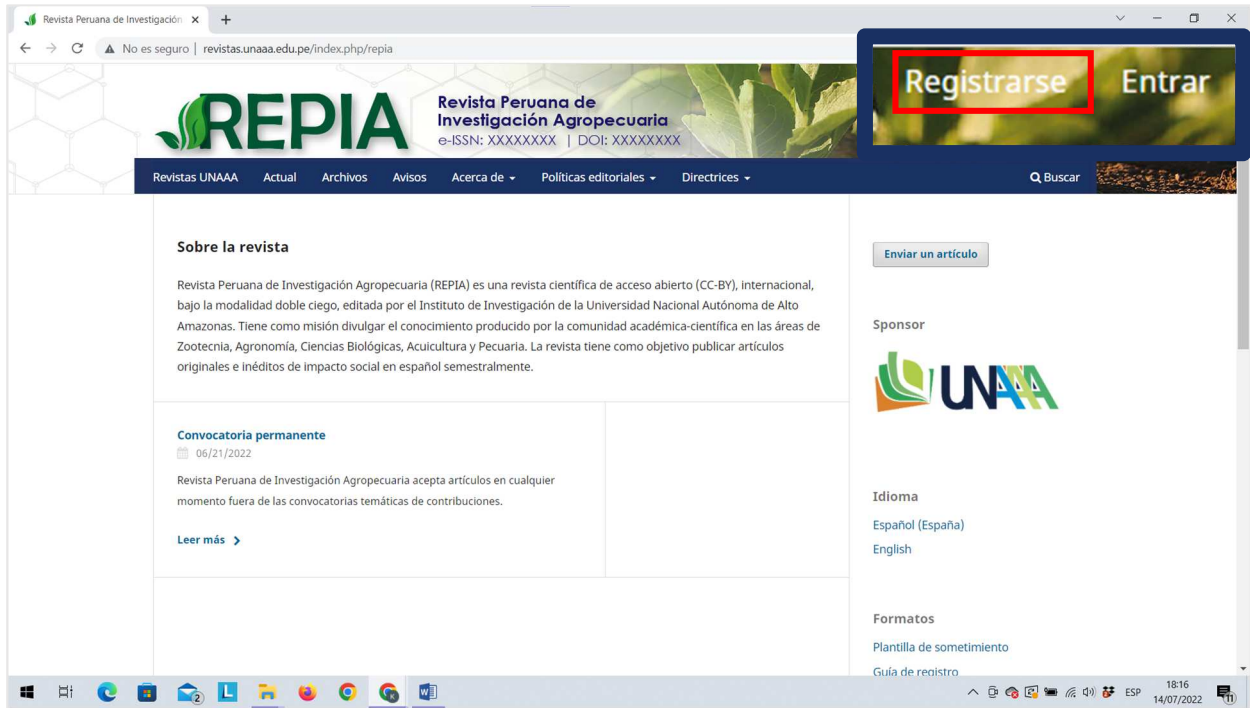 Revista Peruana de Investigación
No es seguro | revistas.unaaa.edu.pe/index.php/repia
Registrarse Entrar
REPIA
Revista Peruana de
Investigación Agropecuaria
e-ISSN: XXXXXXXX | DOI: XXXXXXXX
Revistas UNAAA Actual Archivos Avisos Acerca de Políticas editoriales Directrices Buscar
Sobre la revista
Revista Peruana de Investigación Agropecuaria (REPIA) es una revista científica de acceso abierto (CC-BY), internacional,
bajo la modalidad doble ciego, editada por el Instituto de Investigación de la Universidad Nacional Autónoma de Alto
Amazonas. Tiene como misión divulgar el conocimiento producido por la comunidad académica-científica en las áreas de
Zootecnia, Agronomía, Ciencias Biológicas, Acuicultura y Pecuaria. La revista tiene como objetivo publicar artículos
originales e inéditos de impacto social en español semestralmente.
Convocatoria permanente
06/21/2022
Revista Peruana de Investigación Agropecuaria acepta artículos en cualquier
momento fuera de las convocatorias temáticas de contribuciones.
Leer más
Enviar un artículo
Sponsor
UNAAA
Idioma
Español (España)
English
Formatos
Plantilla de sometimiento
Guía de registro
2
L
ESP
18:16
14/07/2022
11